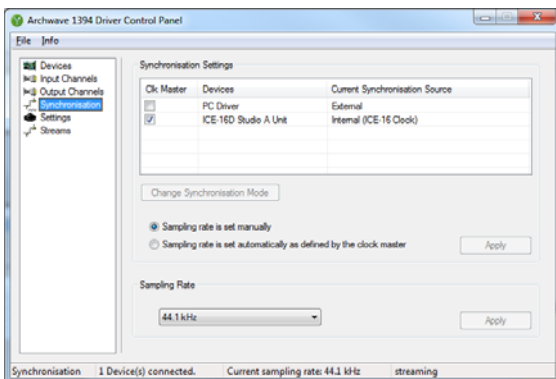 Archwave 1394 Driver Control Panel
File Info
Devices
Input Channels
Output Channels
Synchronisation
Settings
Streams
Synchronisation Settings
Clk Master Devices Current Synchronisation Source
PC Driver External
ICE-16D Studio A Unit Internal (ICE-16 Clock)
Change Synchronisation Mode
Sampling rate is set manually
Sampling rate is set automatically as defined by the clock master
Apply
Sampling Rate
44.1 kHz
Apply
Synchronisation 1 Device(s) connected. Current sampling rate: 44.1 kHz streaming